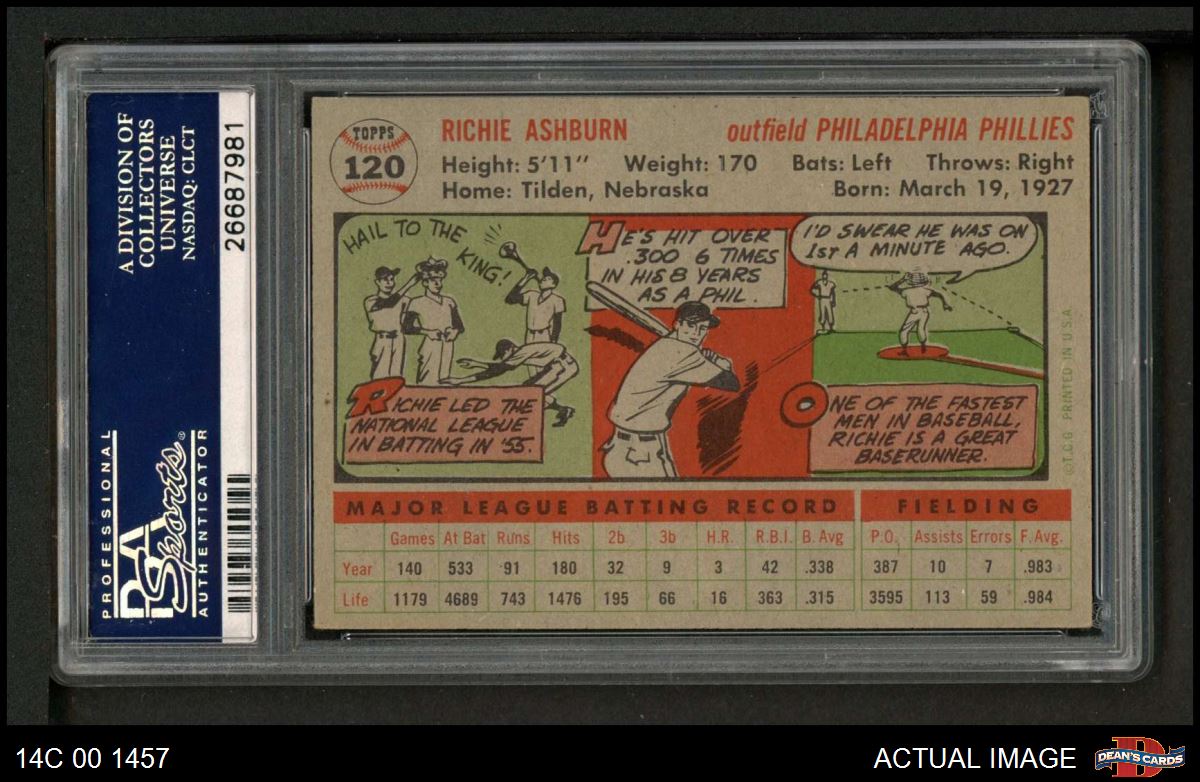 A DIVISION OF
COLLECTORS
UNIVERSE
NASDAQ: CLCT
26687981
PROFESSIONAL
PSA
Sports®
AUTHENTICATOR
TOPPS
120
RICHIE ASHBURN outfield PHILADELPHIA PHILLIES
Height: 5'11" Weight: 170 Bats: Left Throws: Right
Home: Tilden, Nebraska Born: March 19, 1927
HAIL TO THE
KING!
RICHIE LED THE
NATIONAL LEAGUE
IN BATTING IN '55.
HE'S HIT OVER
.300 6 TIMES
IN HIS 8 YEARS
AS A PHIL.
I'D SWEAR HE WAS ON
1ST A MINUTE AGO.
ONE OF THE FASTEST
MEN IN BASEBALL,
RICHIE IS A GREAT
BASERUNNER.
©T.C.G. PRINTED IN U.S.A.
MAJOR LEAGUE BATTING RECORD FIELDING
Games At Bat Runs Hits 2b 3b H.R. R.B.I. B. Avg P.O. Assists Errors F. Avg.
Year 140 533 91 180 32 9 3 42 .338 387 10 7 .983
Life 1179 4689 743 1476 195 66 16 363 .315 3595 113 59 .984
14C 00 1457
ACTUAL IMAGE
D
DEAN'S CARDS